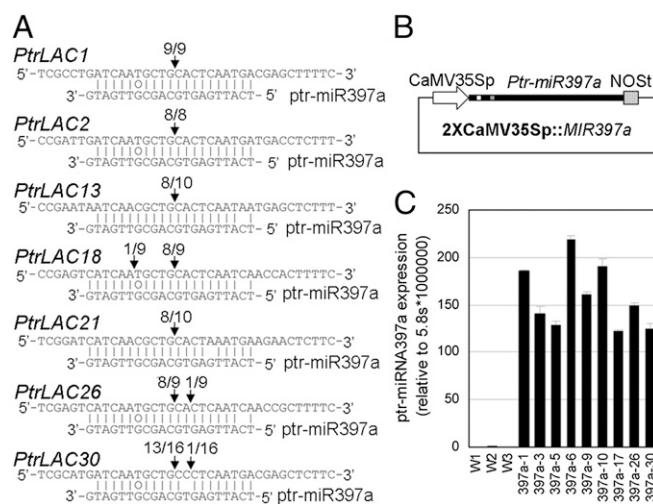 A
PtrLAC1
9/9
5'-TCGCCTGATCAATGCTGCACTCAATGACGAGCTTTTC-3'
3'-GTAGTTGCGACGTGAGTTACT-5'
ptr-miR397a
PtrLAC2
8/8
5'-CCGATTGATCAATGCTGCACTCAATGATGACCTCTTT-3'
3'-GTAGTTGCGACGTGAGTTACT-5'
ptr-miR397a
PtrLAC13
8/10
5'-CCGAATAATCAACGCTGCACTCAATAATGAGCTCTTT-3'
3'-GTAGTTGCGACGTGAGTTACT-5'
ptr-miR397a
PtrLAC18
1/9 8/9
5'-CCGAGTCATCAATGCTGCACTCAATCAACCACTTTTC-3'
3'-GTAGTTGCGACGTGAGTTACT-5'
ptr-miR397a
PtrLAC21
8/10
5'-TCGGATCATCAACGCTGCACTAAATGAAGAACTCTTC-3'
3'-GTAGTTGCGACGTGAGTTACT-5'
ptr-miR397a
PtrLAC26
8/9 1/9
5'-TCGAGTCATCAATGCTGCACTCAATCAACCGCTTTTC-3'
3'-GTAGTTGCGACGTGAGTTACT-5'
ptr-miR397a
PtrLAC30
13/16 1/16
5'-TCGCATGATCAATGCTGCCCTCAATGACGAGCTTTTC-3'
3'-GTAGTTGCGACGTGAGTTACT-5'
ptr-miR397a
B
CaMV35Sp Ptr-miR397a NOSt
2XCaMV35Sp::MIR397a
C
ptr-miRNA397a expression
(relative to 5.8s*1000000)
250
200
150
100
50
0
W1
W2
W3
397a-1
397a-3
397a-5
397a-6
397a-9
397a-10
397a-17
397a-26
397a-30